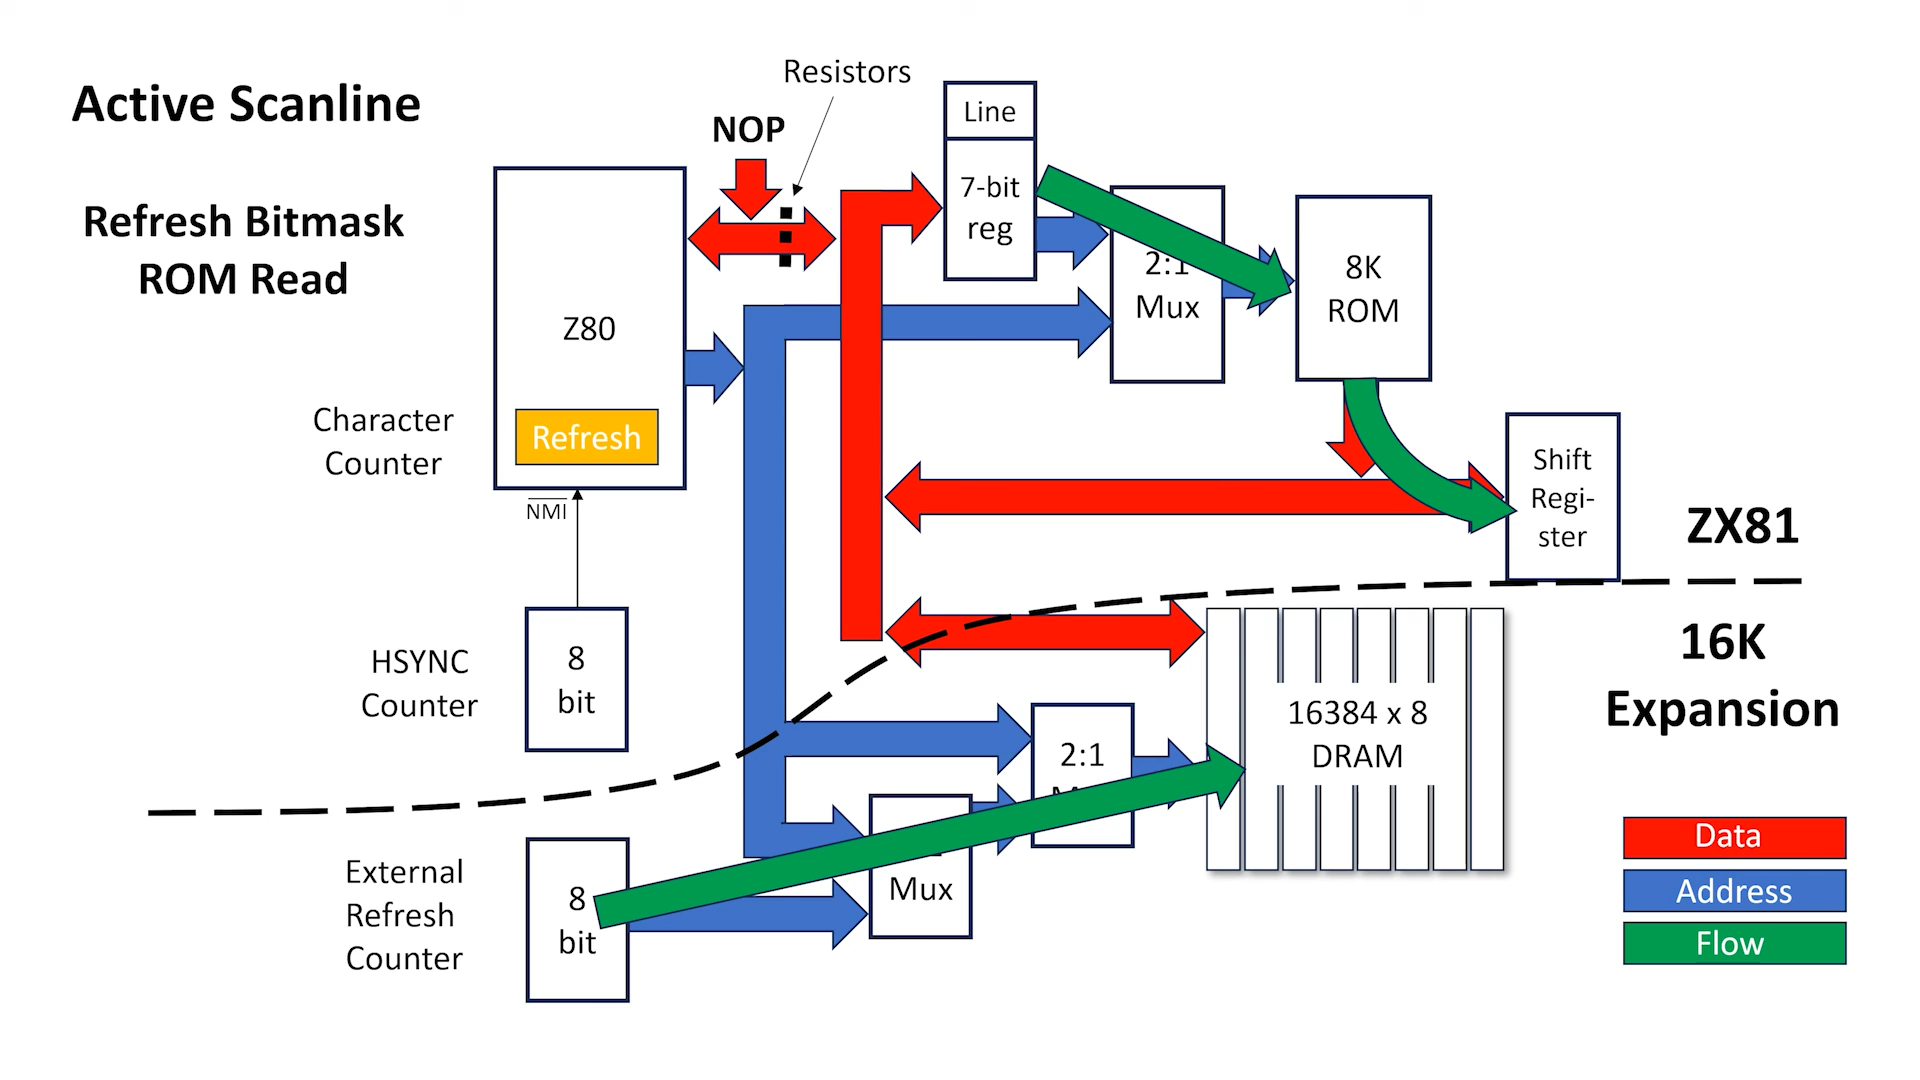 Active Scanline
Refresh Bitmask
ROM Read
Resistors
NOP
Line
7-bit
reg
2:1
Mux
8K
ROM
Z80
Refresh
Character
Counter
NMI
Shift
Regi-
ster
ZX81
HSYNC
Counter
8
bit
16K
Expansion
16384 x 8
DRAM
2:1
Mux
External
Refresh
Counter
8
bit
Data
Address
Flow